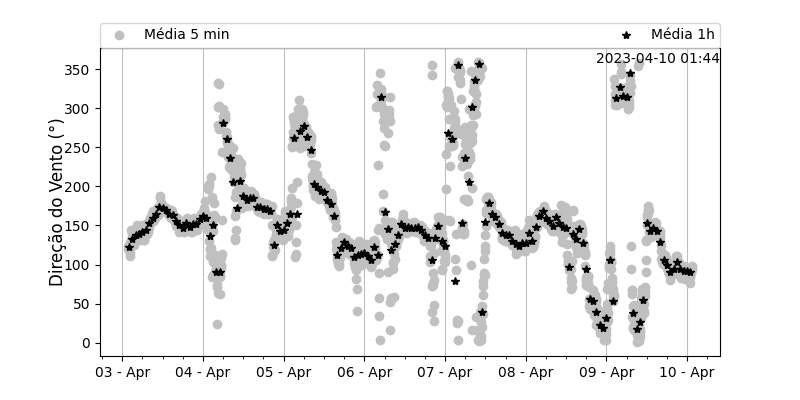 Média 5 min
Média 1h
2023-04-10 01:44
Direção do Vento (°)
350
300
250
200
150
100
50
0
03 - Apr
04 - Apr
05 - Apr
06 - Apr
07 - Apr
08 - Apr
09 - Apr
10 - Apr